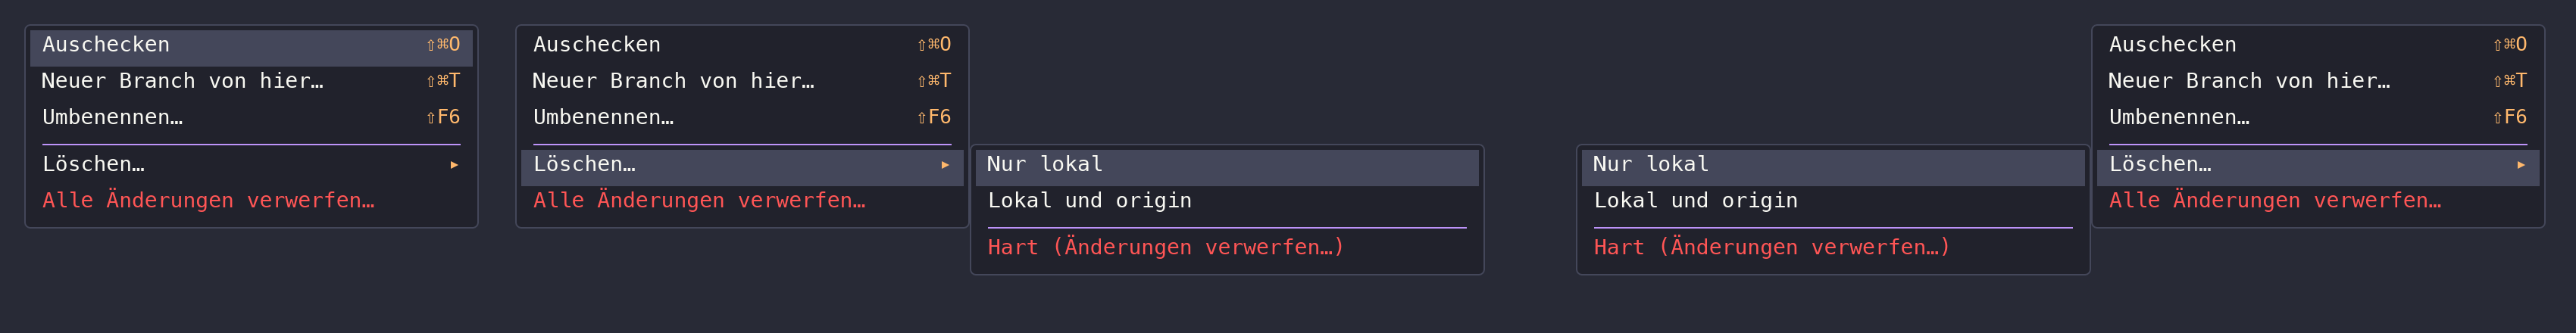 Auschecken ⇧⌘O
Neuer Branch von hier… ⇧⌘T
Umbenennen… ⇧F6
Löschen… ▸
Alle Änderungen verwerfen…
Auschecken ⇧⌘O
Neuer Branch von hier… ⇧⌘T
Umbenennen… ⇧F6
Löschen… ▸
Alle Änderungen verwerfen…
Nur lokal
Lokal und origin
Hart (Änderungen verwerfen…)
Nur lokal
Lokal und origin
Hart (Änderungen verwerfen…)
Auschecken ⇧⌘O
Neuer Branch von hier… ⇧⌘T
Umbenennen… ⇧F6
Löschen… ▸
Alle Änderungen verwerfen…